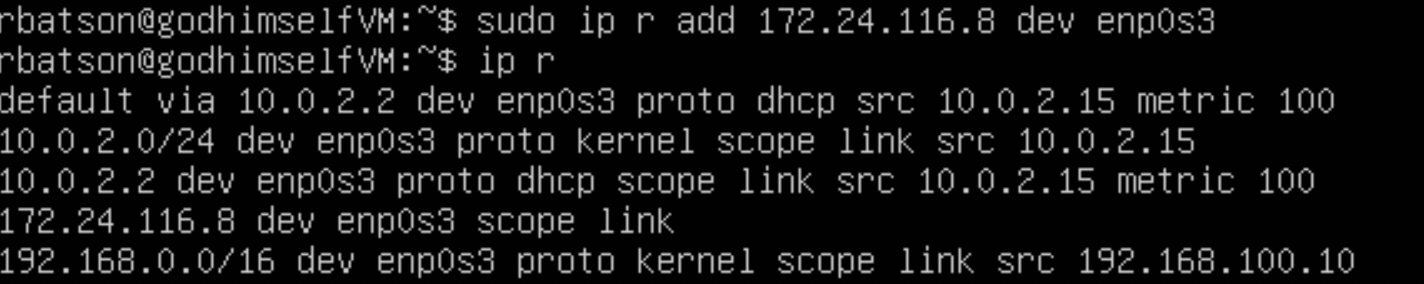 rbatson@godhimselfVM:~$ sudo ip r add 172.24.116.8 dev enp0s3
rbatson@godhimselfVM:~$ ip r
default via 10.0.2.2 dev enp0s3 proto dhcp src 10.0.2.15 metric 100
10.0.2.0/24 dev enp0s3 proto kernel scope link src 10.0.2.15
10.0.2.2 dev enp0s3 proto dhcp scope link src 10.0.2.15 metric 100
172.24.116.8 dev enp0s3 scope link
192.168.0.0/16 dev enp0s3 proto kernel scope link src 192.168.100.10